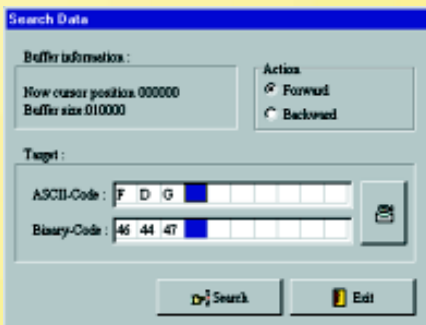 Search Data
Buffer information :
Now cursor position 000000
Buffer size 010000
Action
Forward
Backward
Target :
ASCII-Code : F D G
Binary-Code : 46 44 47
Search
Exit